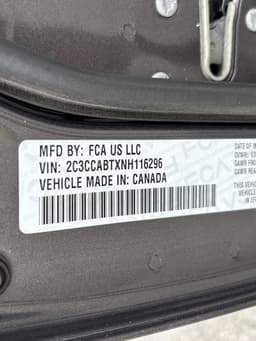 MFD BY: FCA US LLC
VIN: 2C3CCABTXNH116296
VEHICLE MADE IN: CANADA